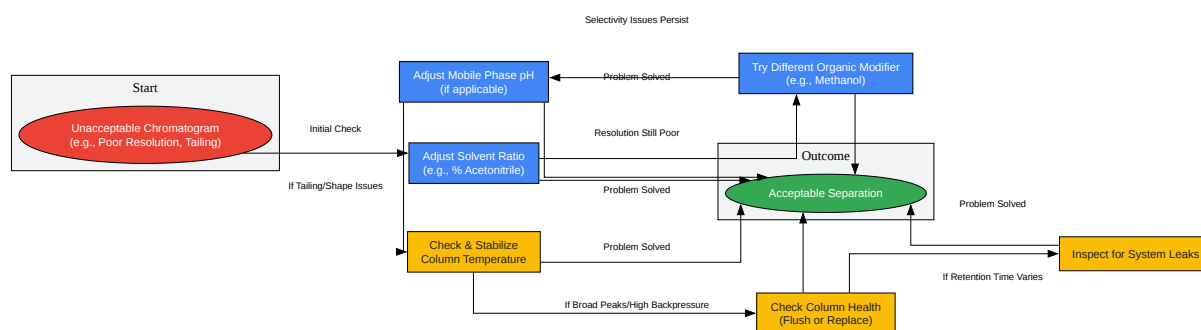 Selectivity Issues Persist
Start
Unacceptable Chromatogram
(e.g., Poor Resolution, Tailing)
Initial Check
If Tailing/Shape Issues
Adjust Mobile Phase pH
(if applicable)
Problem Solved
Try Different Organic Modifier
(e.g., Methanol)
Adjust Solvent Ratio
(e.g., % Acetonitrile)
Resolution Still Poor
Problem Solved
Outcome
Acceptable Separation
Problem Solved
Check & Stabilize
Column Temperature
Problem Solved
Inspect for System Leaks
If Retention Time Varies
If Broad Peaks/High Backpressure
Check Column Health
(Flush or Replace)